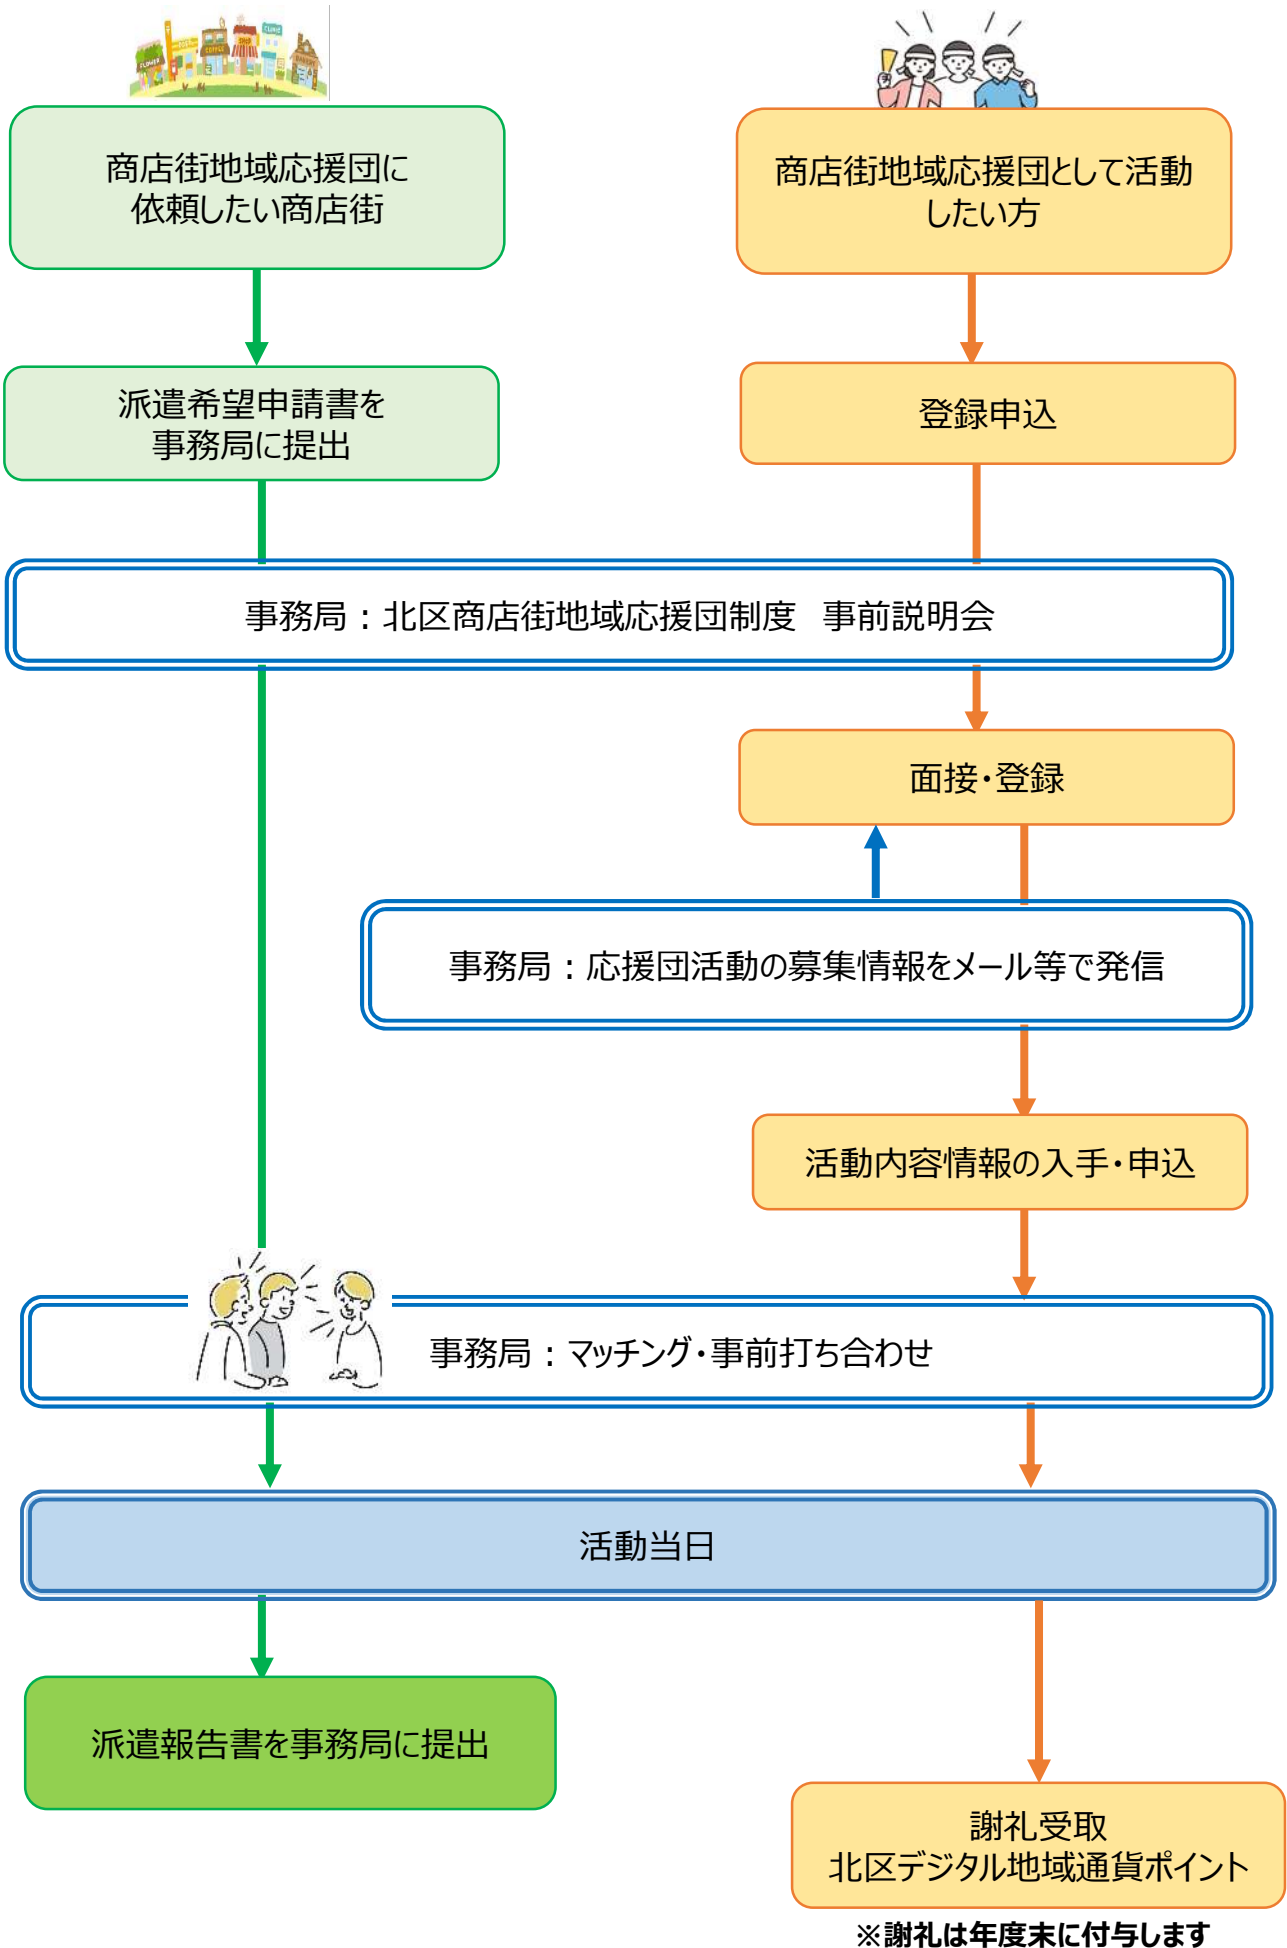 商店街地域応援団に
依頼したい商店街
商店街地域応援団として活動
したい方
派遣希望申請書を
事務局に提出
登録申込
事務局：北区商店街地域応援団制度　事前説明会
面接・登録
事務局：応援団活動の募集情報をメール等で発信
活動内容情報の入手・申込
事務局：マッチング・事前打ち合わせ
活動当日
派遣報告書を事務局に提出
謝礼受取
北区デジタル地域通貨ポイント
※謝礼は年度末に付与します